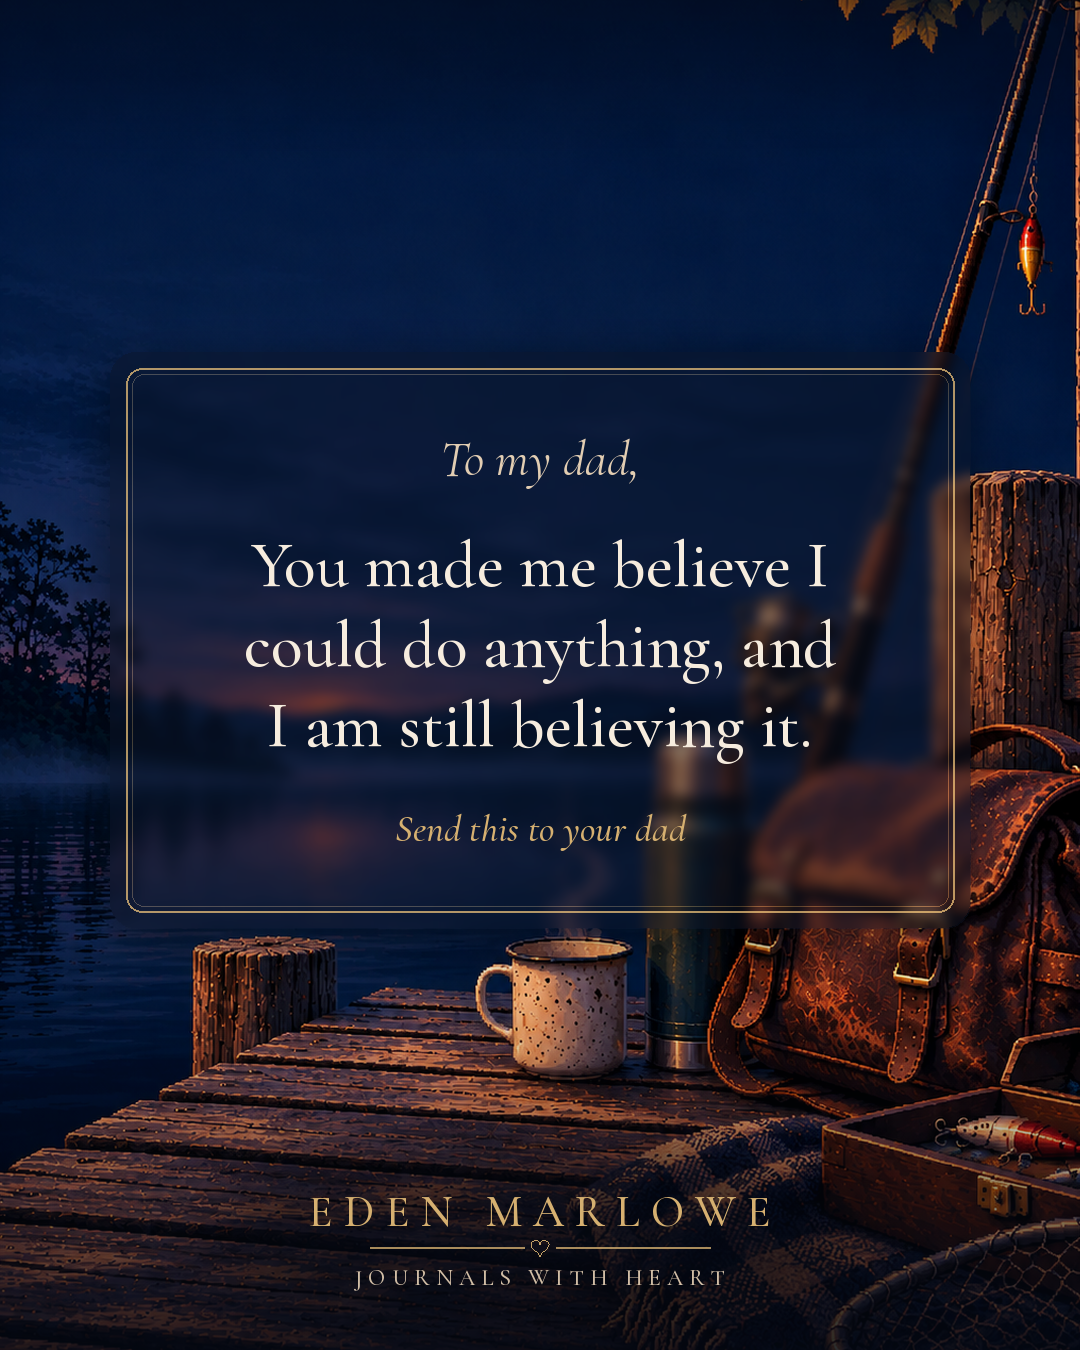 To my dad,
You made me believe I
could do anything, and
I am still believing it.
Send this to your dad
EDEN MARLOWE
JOURNALS WITH HEART